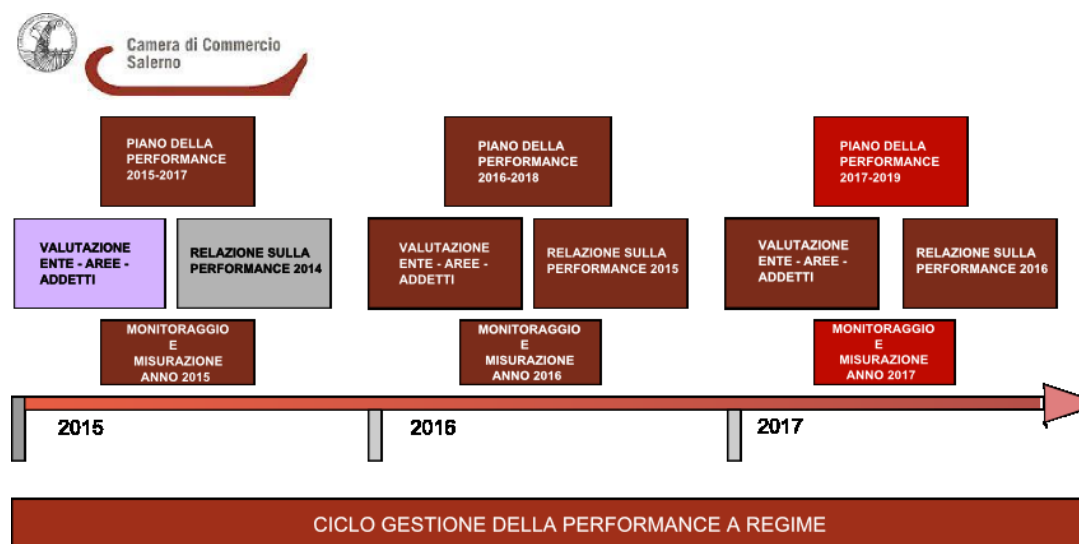 Camera di Commercio
Salerno
PIANO DELLA
PERFORMANCE
2015-2017
PIANO DELLA
PERFORMANCE
2016-2018
PIANO DELLA
PERFORMANCE
2017-2019
VALUTAZIONE
ENTE - AREE -
ADDETTI
RELAZIONE SULLA
PERFORMANCE 2014
VALUTAZIONE
ENTE - AREE -
ADDETTI
RELAZIONE SULLA
PERFORMANCE 2015
VALUTAZIONE
ENTE - AREE -
ADDETTI
RELAZIONE SULLA
PERFORMANCE 2016
MONITORAGGIO
E
MISURAZIONE
ANNO 2015
MONITORAGGIO
E
MISURAZIONE
ANNO 2016
MONITORAGGIO
E
MISURAZIONE
ANNO 2017
2015
2016
2017
CICLO GESTIONE DELLA PERFORMANCE A REGIME